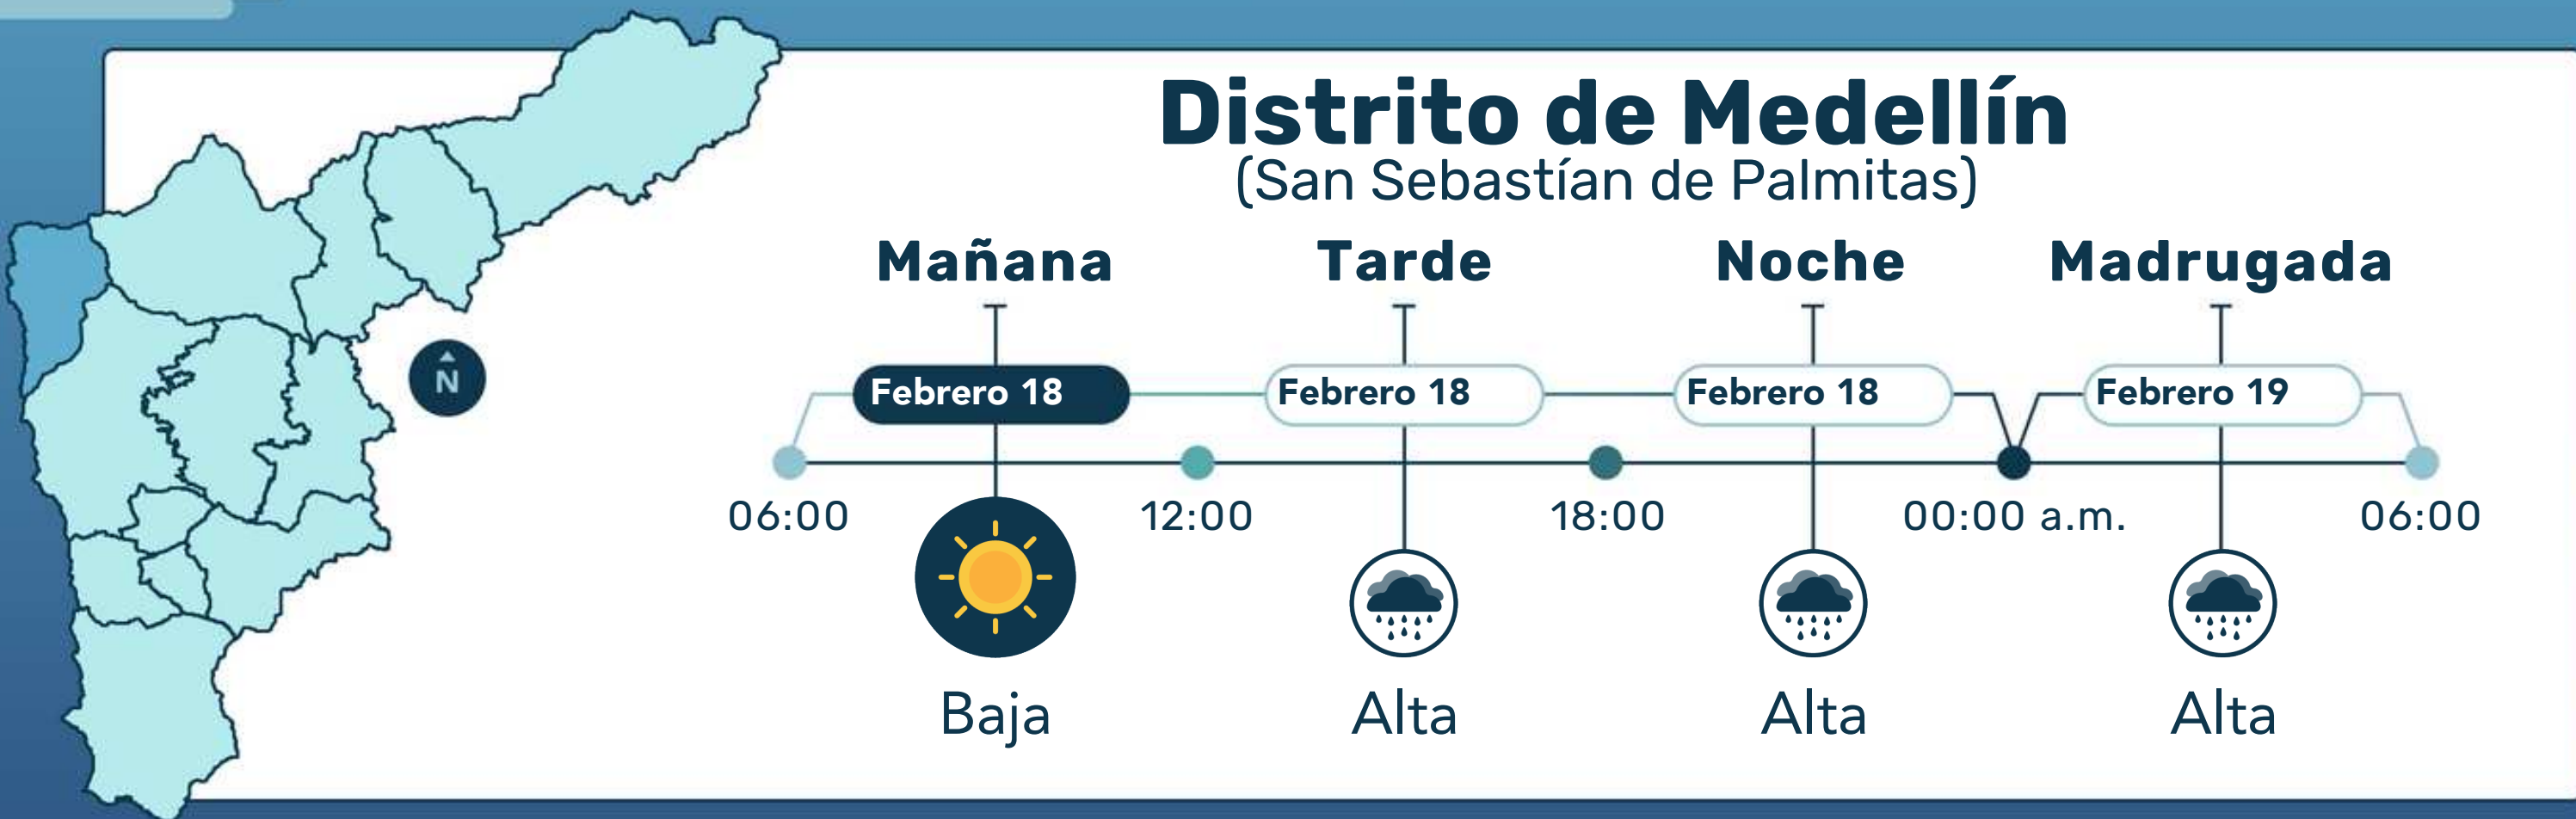 Distrito de Medellín
(San Sebastían de Palmitas)
Mañana Tarde Noche Madrugada
Febrero 18 Febrero 18 Febrero 18 Febrero 19
N
06:00 12:00 18:00 00:00 a.m. 06:00
Baja Alta Alta Alta